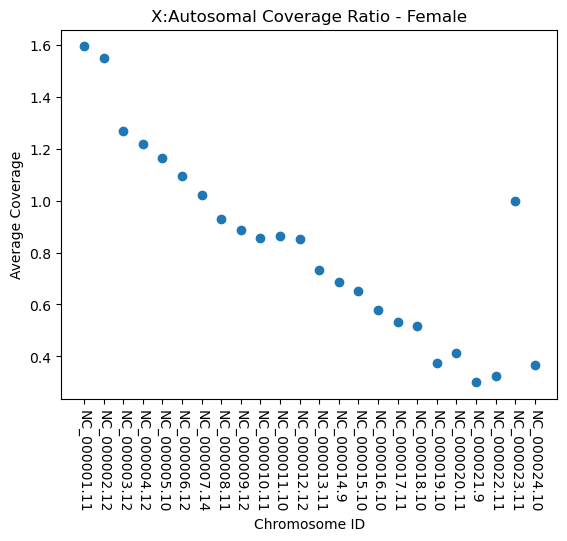 X:Autosomal Coverage Ratio - Female
Average Coverage
1.6
1.4
1.2
1.0
0.8
0.6
0.4
NC_000001.11
NC_000002.12
NC_000003.12
NC_000004.12
NC_000005.10
NC_000006.12
NC_000007.14
NC_000008.11
NC_000009.12
NC_000010.11
NC_000011.10
NC_000012.12
NC_000013.11
NC_000014.9
NC_000015.10
NC_000016.10
NC_000017.11
NC_000018.10
NC_000019.10
NC_000020.11
NC_000021.9
NC_000022.11
NC_000023.11
NC_000024.10
Chromosome ID